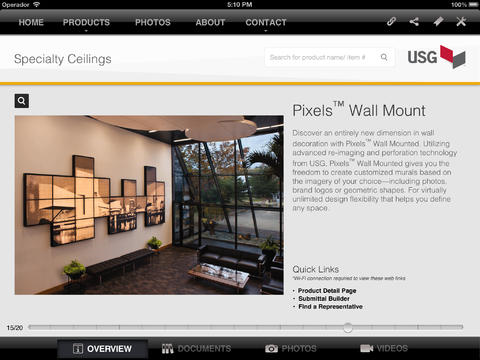 Operador 5:10 PM 100%
HOME PRODUCTS PHOTOS ABOUT CONTACT
Specialty Ceilings
Search for product name/ item #
USG
Pixels™ Wall Mount
Discover an entirely new dimension in wall
decoration with Pixels™ Wall Mounted. Utilizing
advanced re-imaging and perforation technology
from USG, Pixels™ Wall Mounted gives you the
freedom to create customized murals based on
the imagery of your choice—including photos,
brand logos or geometric shapes. For virtually
unlimited design flexibility that helps you define
any space.
Quick Links
*Wi-Fi connection required to view these web links
• Product Detail Page
• Submittal Builder
• Find a Representative
15/20
OVERVIEW DOCUMENTS PHOTOS VIDEOS